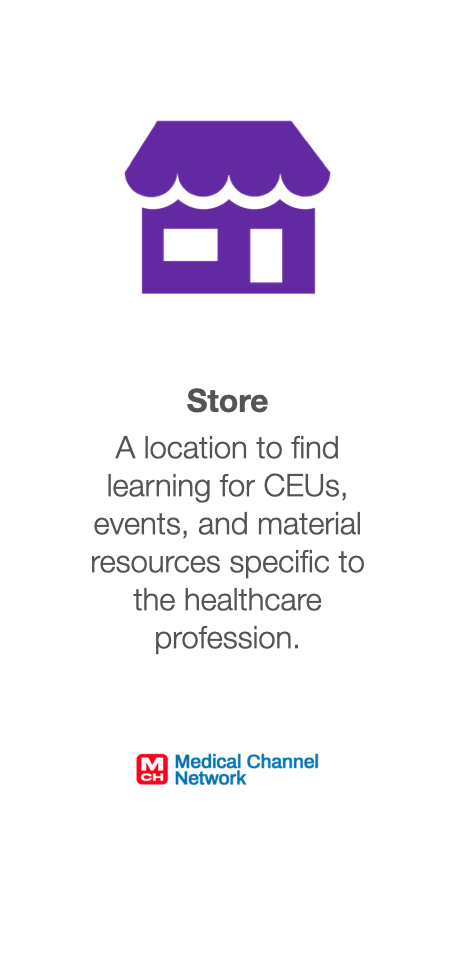 Store
A location to find
learning for CEUs,
events, and material
resources specific to
the healthcare
profession.
M
CH
Medical Channel
Network